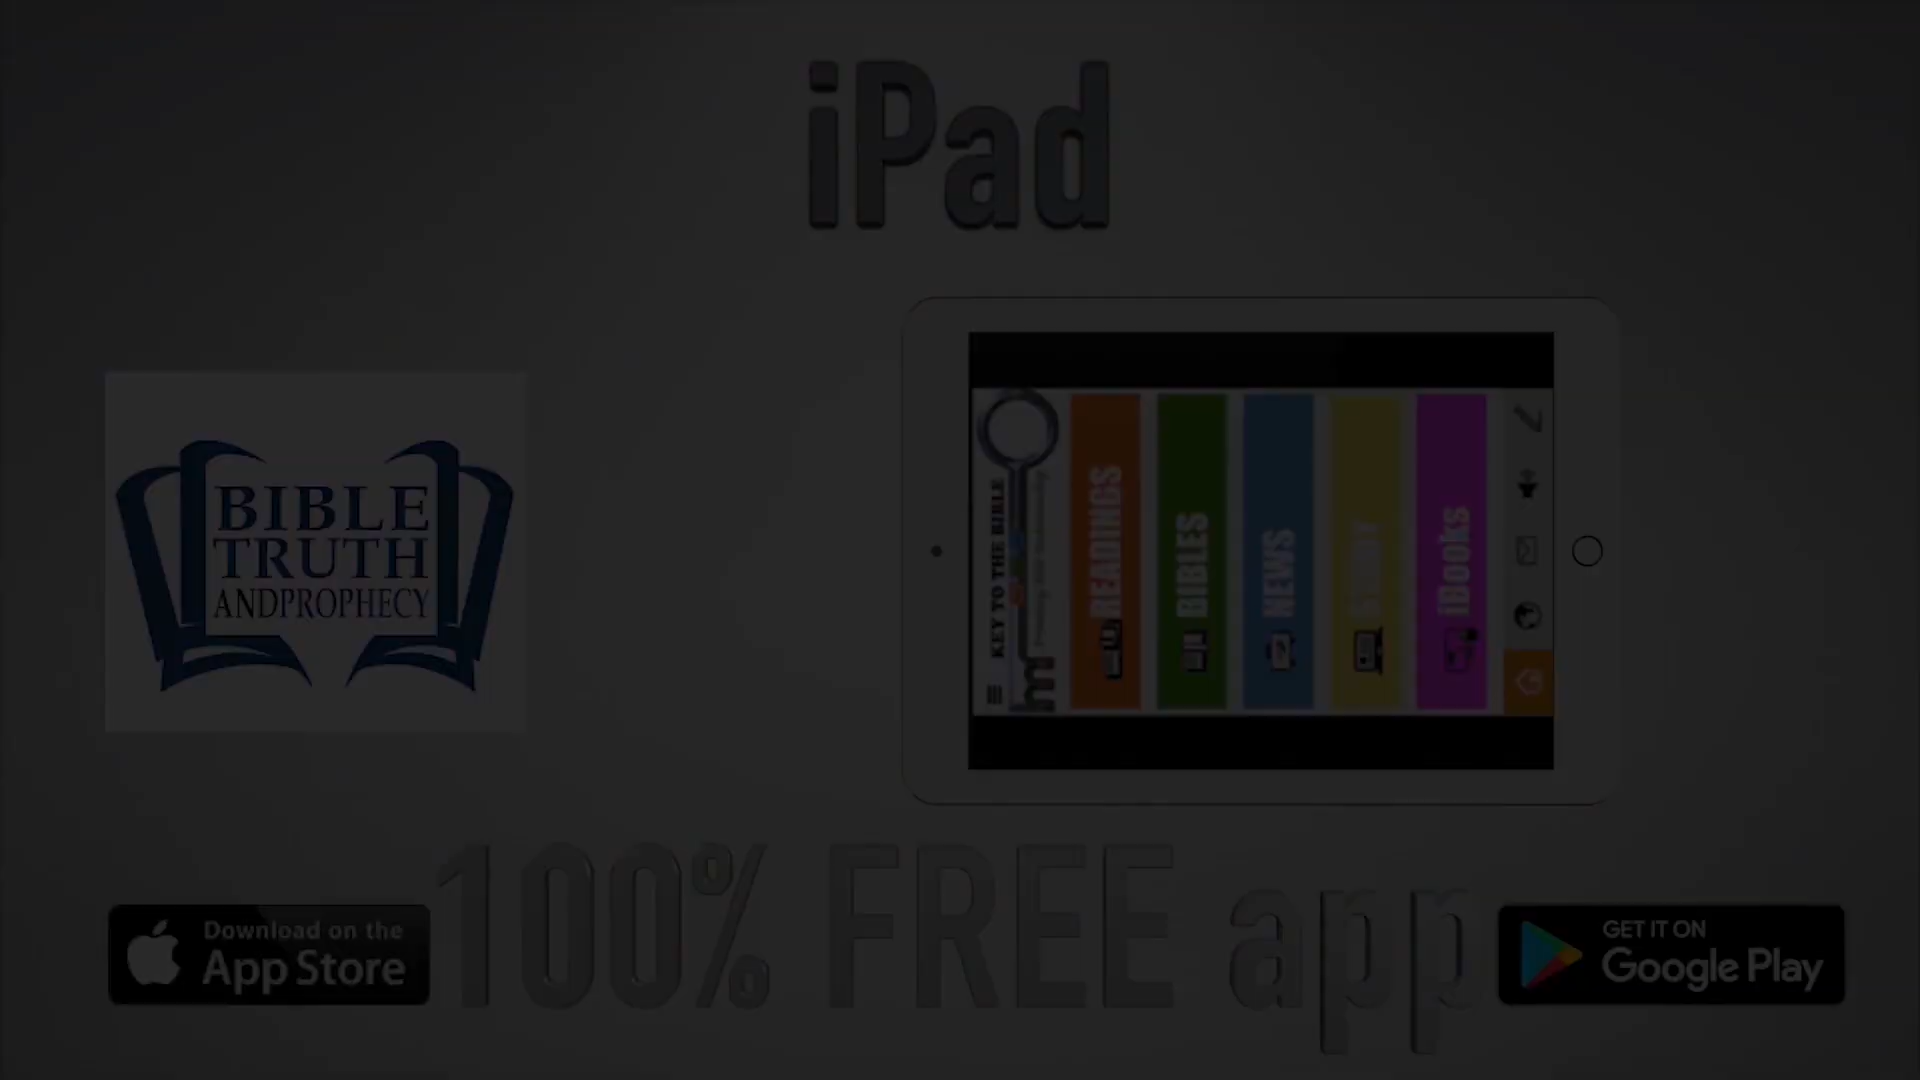 iPad
BIBLE
TRUTH
ANDPROPHECY
KEY TO THE BIBLE
READINGS
BIBLES
NEWS
STUDY
iBooks
100% FREE app
Download on the
App Store
GET IT ON
Google Play